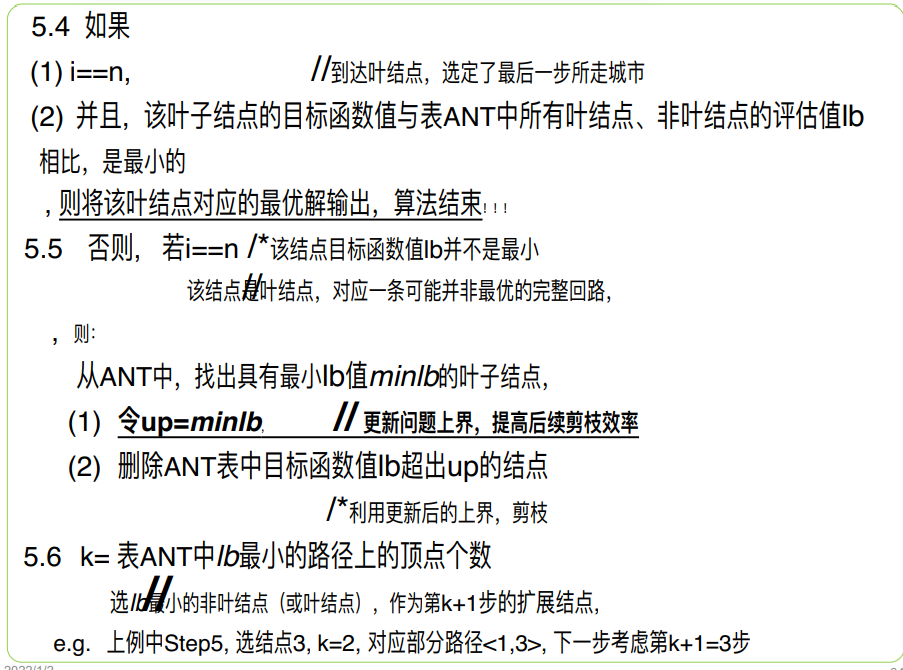 5.4 如果
(1) i==n, //到达叶结点，选定了最后一步所走城市
(2) 并且，该叶子结点的目标函数值与表ANT中所有叶结点、非叶结点的评估值lb
相比，是最小的
, 则将该叶结点对应的最优解输出，算法结束!!!
5.5 否则， 若i==n /*该结点目标函数值lb并不是最小
该结点是叶结点，对应一条可能并非最优的完整回路，
，则:
从ANT中，找出具有最小lb值minlb的叶子结点，
(1) 令up=minlb, // 更新问题上界，提高后续剪枝效率
(2) 删除ANT表中目标函数值lb超出up的结点
/*利用更新后的上界，剪枝
5.6 k= 表ANT中lb最小的路径上的顶点个数
选lb最小的非叶结点（或叶结点）, 作为第k+1步的扩展结点,
e.g. 上例中Step5, 选结点3, k=2, 对应部分路径<1,3>, 下一步考虑第k+1=3步